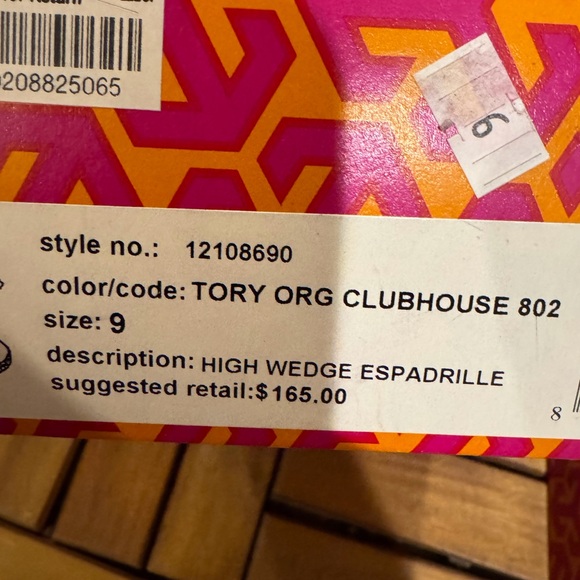 208825065
9
style no.: 12108690
color/code: TORY ORG CLUBHOUSE 802
size: 9
description: HIGH WEDGE ESPADRILLE
suggested retail:$165.00
8